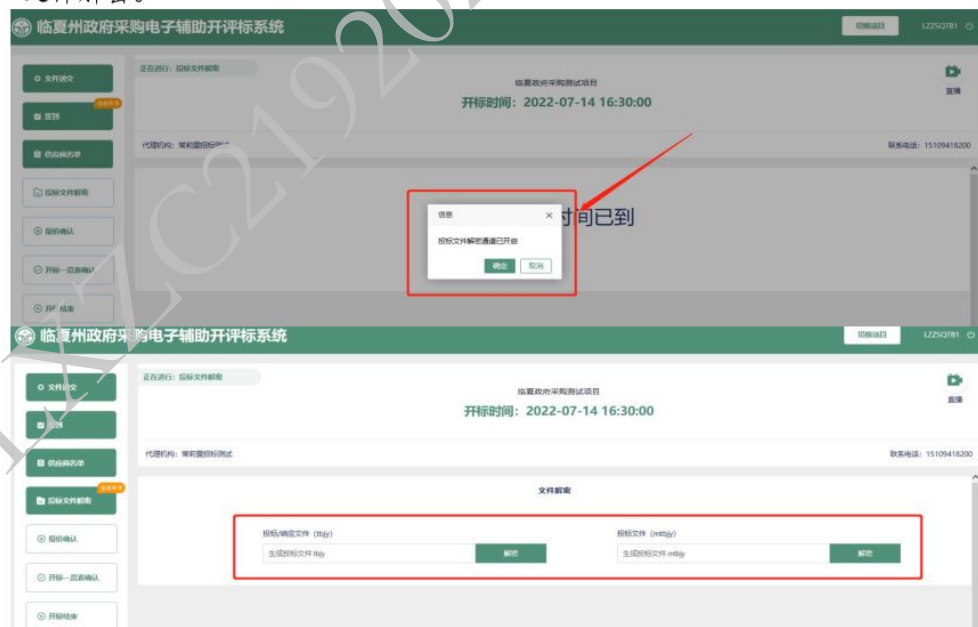 临夏州政府采购电子辅助开评标系统
切换项目
LZZSQTB1
文件递交
正在进行：投标文件解密
临夏政府采购测试项目
开标时间：2022-07-14 16:30:00
直播
签到
代理机构：常莉霞招标测试
联系电话：15109418200
供应商名单
投标文件解密
报价确认
开标一览表确认
开标结束
时间已到
信息
×
投标文件解密通道已开启
确定
取消
临夏州政府采购电子辅助开评标系统
切换项目
LZZSQTB1
文件递交
正在进行：投标文件解密
临夏政府采购测试项目
开标时间：2022-07-14 16:30:00
直播
签到
代理机构：常莉霞招标测试
联系电话：15109418200
供应商名单
投标文件解密
报价确认
开标一览表确认
开标结束
文件解密
投标/响应文件（tbjy）
投标文件（mtbjy）
生成投标文件 tbjy
解密
生成投标文件 mtbjy
解密